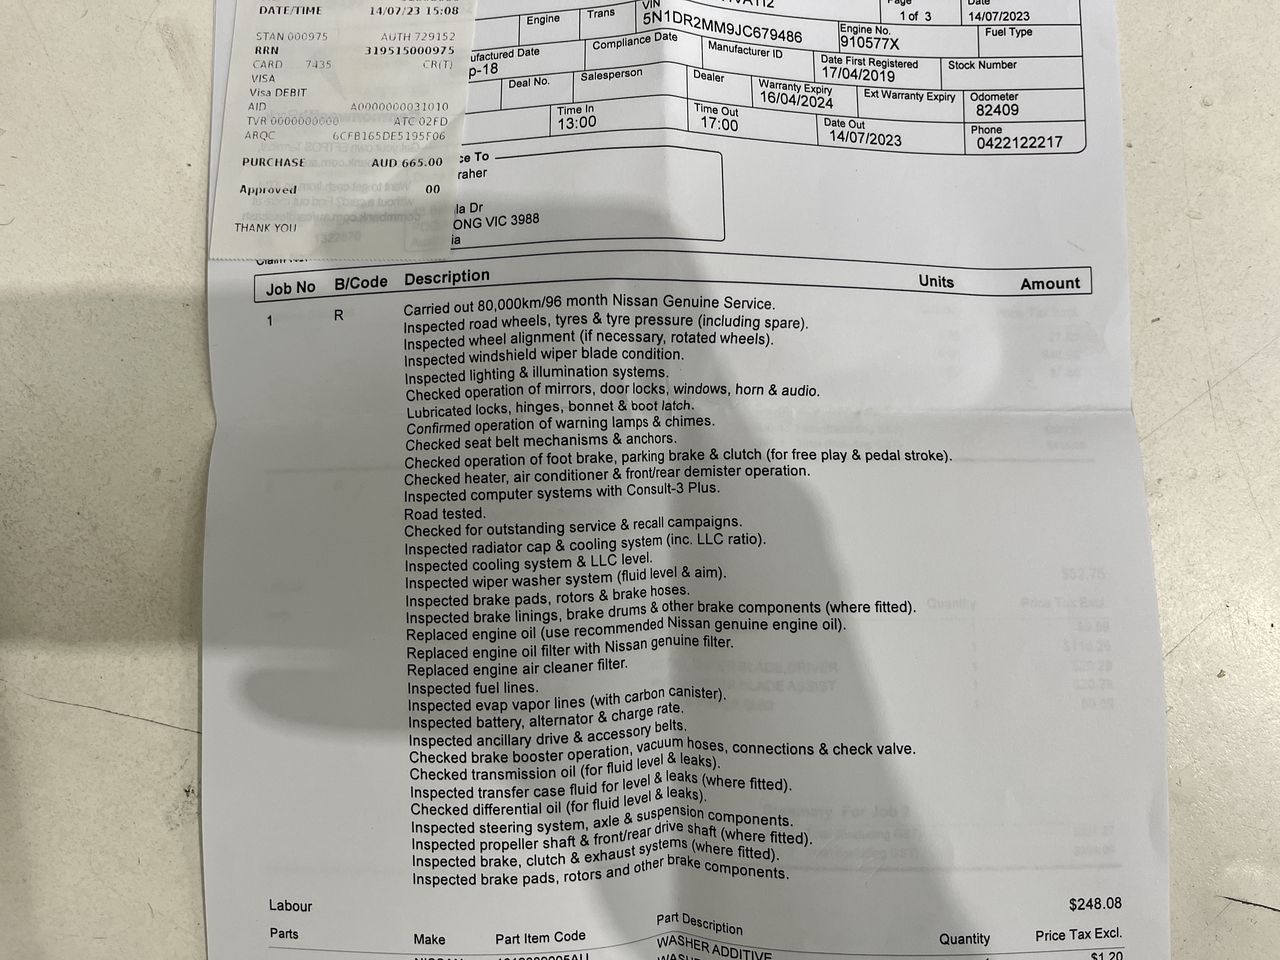 DATE/TIME 14/07/23 15:08
STAN 000975 AUTH 729152
RRN 319515000975
CARD 7435 CR(T)
VISA
Visa DEBIT
AID A0000000031010
TVR 0000000000 ATC 02FD
ARQC 6CFB165DE5195F06
PURCHASE AUD 665.00
Approved 00
THANK YOU
Engine Trans VIN 5N1DR2MM9JC679486
Page 1 of 3
Date 14/07/2023
Engine No. 910577X
Fuel Type
ufactured Date p-18
Compliance Date
Manufacturer ID
Date First Registered 17/04/2019
Stock Number
Deal No.
Salesperson
Dealer
Warranty Expiry 16/04/2024
Ext Warranty Expiry
Odometer 82409
Time In 13:00
Time Out 17:00
Date Out 14/07/2023
Phone 0422122217
ce To
raher
la Dr
ONG VIC 3988
ia
Job No B/Code Description Units Amount
1 R Carried out 80,000km/96 month Nissan Genuine Service.
Inspected road wheels, tyres & tyre pressure (including spare).
Inspected wheel alignment (if necessary, rotated wheels).
Inspected windshield wiper blade condition.
Inspected lighting & illumination systems.
Checked operation of mirrors, door locks, windows, horn & audio.
Lubricated locks, hinges, bonnet & boot latch.
Confirmed operation of warning lamps & chimes.
Checked seat belt mechanisms & anchors.
Checked operation of foot brake, parking brake & clutch (for free play & pedal stroke).
Checked heater, air conditioner & front/rear demister operation.
Inspected computer systems with Consult-3 Plus.
Road tested.
Checked for outstanding service & recall campaigns.
Inspected radiator cap & cooling system (inc. LLC ratio).
Inspected cooling system & LLC level.
Inspected wiper washer system (fluid level & aim).
Inspected brake pads, rotors & brake hoses.
Inspected brake linings, brake drums & other brake components (where fitted).
Replaced engine oil (use recommended Nissan genuine engine oil).
Replaced engine oil filter with Nissan genuine filter.
Replaced engine air cleaner filter.
Inspected fuel lines.
Inspected evap vapor lines (with carbon canister).
Inspected battery, alternator & charge rate.
Inspected ancillary drive & accessory belts.
Checked brake booster operation, vacuum hoses, connections & check valve.
Checked transmission oil (for fluid level & leaks).
Inspected transfer case fluid for level & leaks (where fitted).
Checked differential oil (for fluid level & leaks).
Inspected steering system, axle & suspension components.
Inspected propeller shaft & front/rear drive shaft (where fitted).
Inspected brake, clutch & exhaust systems (where fitted).
Inspected brake pads, rotors and other brake components.
Labour $248.08
Parts Make Part Item Code Part Description Quantity Price Tax Excl.
WASHER ADDITIVE $1.20